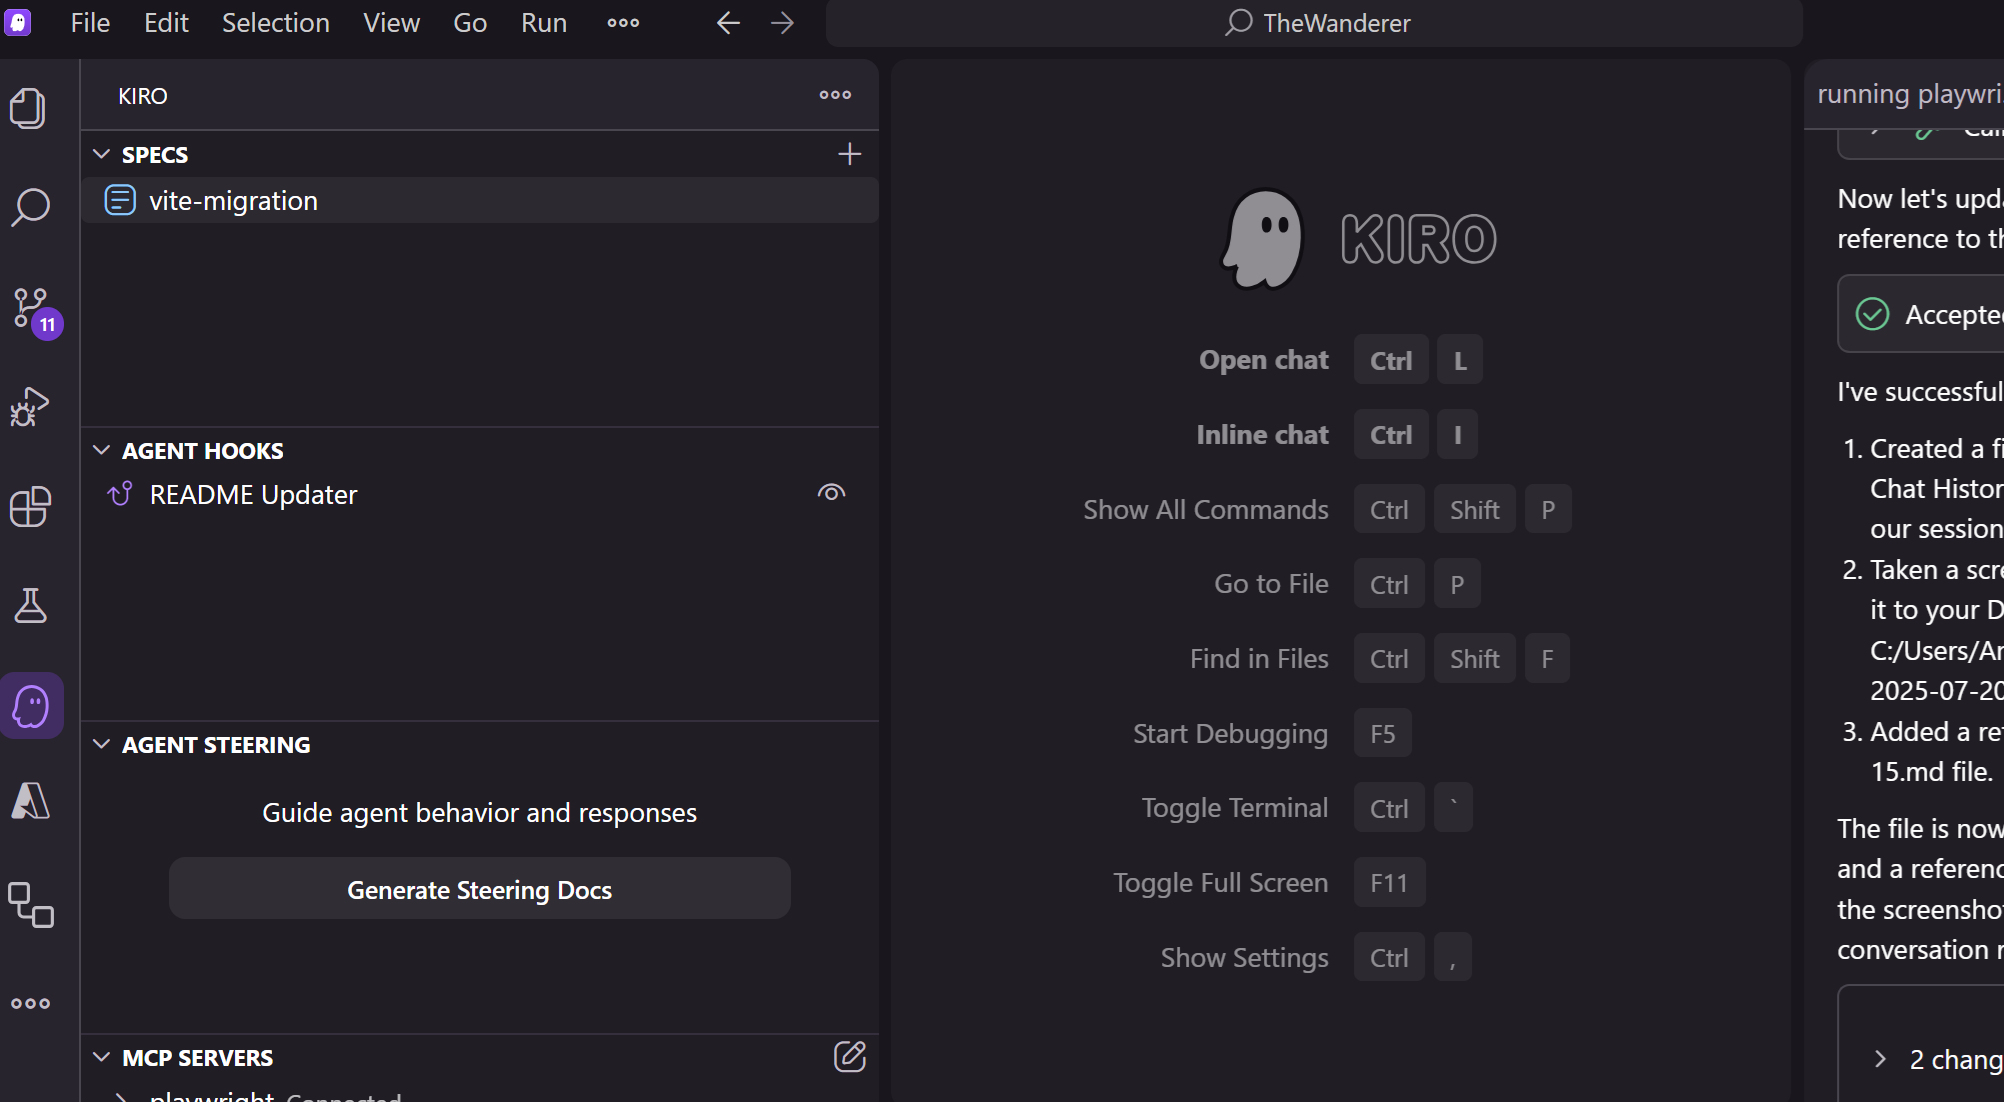 File Edit Selection View Go Run
TheWanderer
KIRO
SPECS
vite-migration
11
AGENT HOOKS
README Updater
AGENT STEERING
Guide agent behavior and responses
Generate Steering Docs
MCP SERVERS
playwright Connected
KIRO
Open chat Ctrl L
Inline chat Ctrl I
Show All Commands Ctrl Shift P
Go to File Ctrl P
Find in Files Ctrl Shift F
Start Debugging F5
Toggle Terminal Ctrl `
Toggle Full Screen F11
Show Settings Ctrl ,
running playwri
Now let's upd
reference to th
Accepted
I've successful
1. Created a fi
Chat Histor
our session
2. Taken a scre
it to your D
C:/Users/Ar
2025-07-20
3. Added a ref
15.md file.
The file is now
and a referenc
the screenshot
conversation r
2 chang